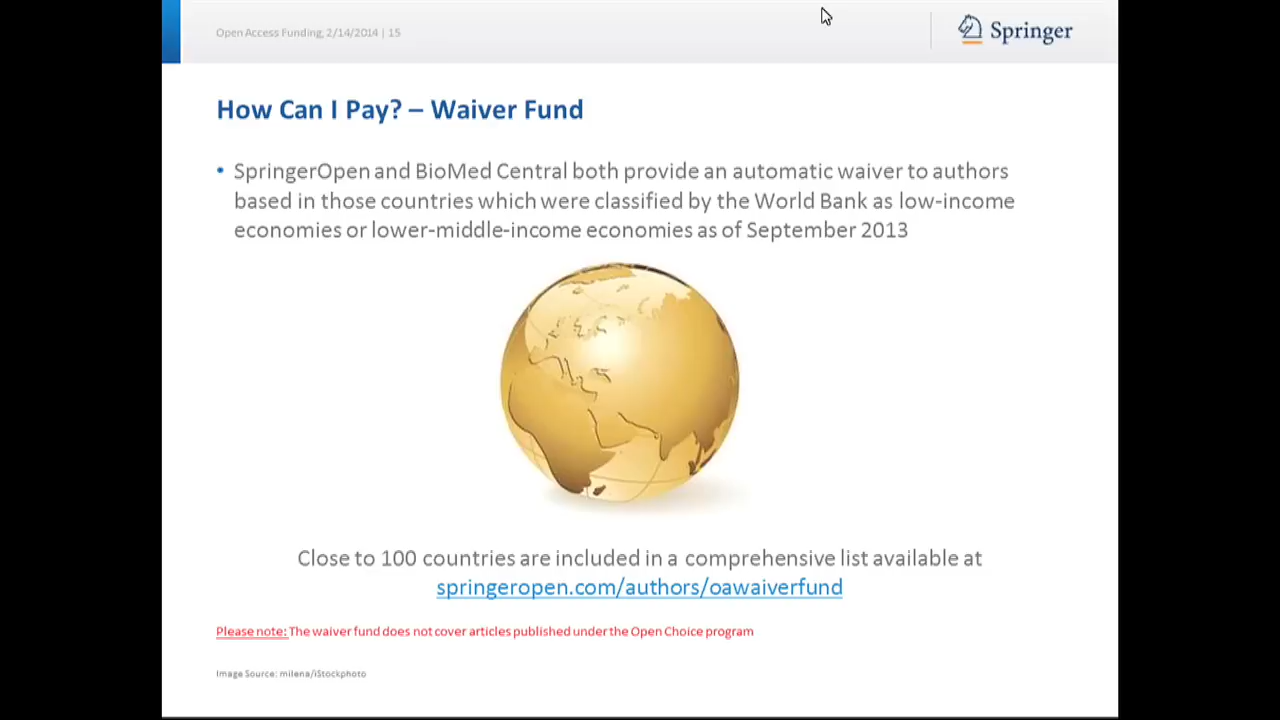 Open Access Funding, 2/14/2014 | 15
Springer
How Can I Pay? – Waiver Fund
• SpringerOpen and BioMed Central both provide an automatic waiver to authors
based in those countries which were classified by the World Bank as low-income
economies or lower-middle-income economies as of September 2013
Close to 100 countries are included in a comprehensive list available at
springeropen.com/authors/oawaiverfund
Please note: The waiver fund does not cover articles published under the Open Choice program
Image Source: milena/iStockphoto